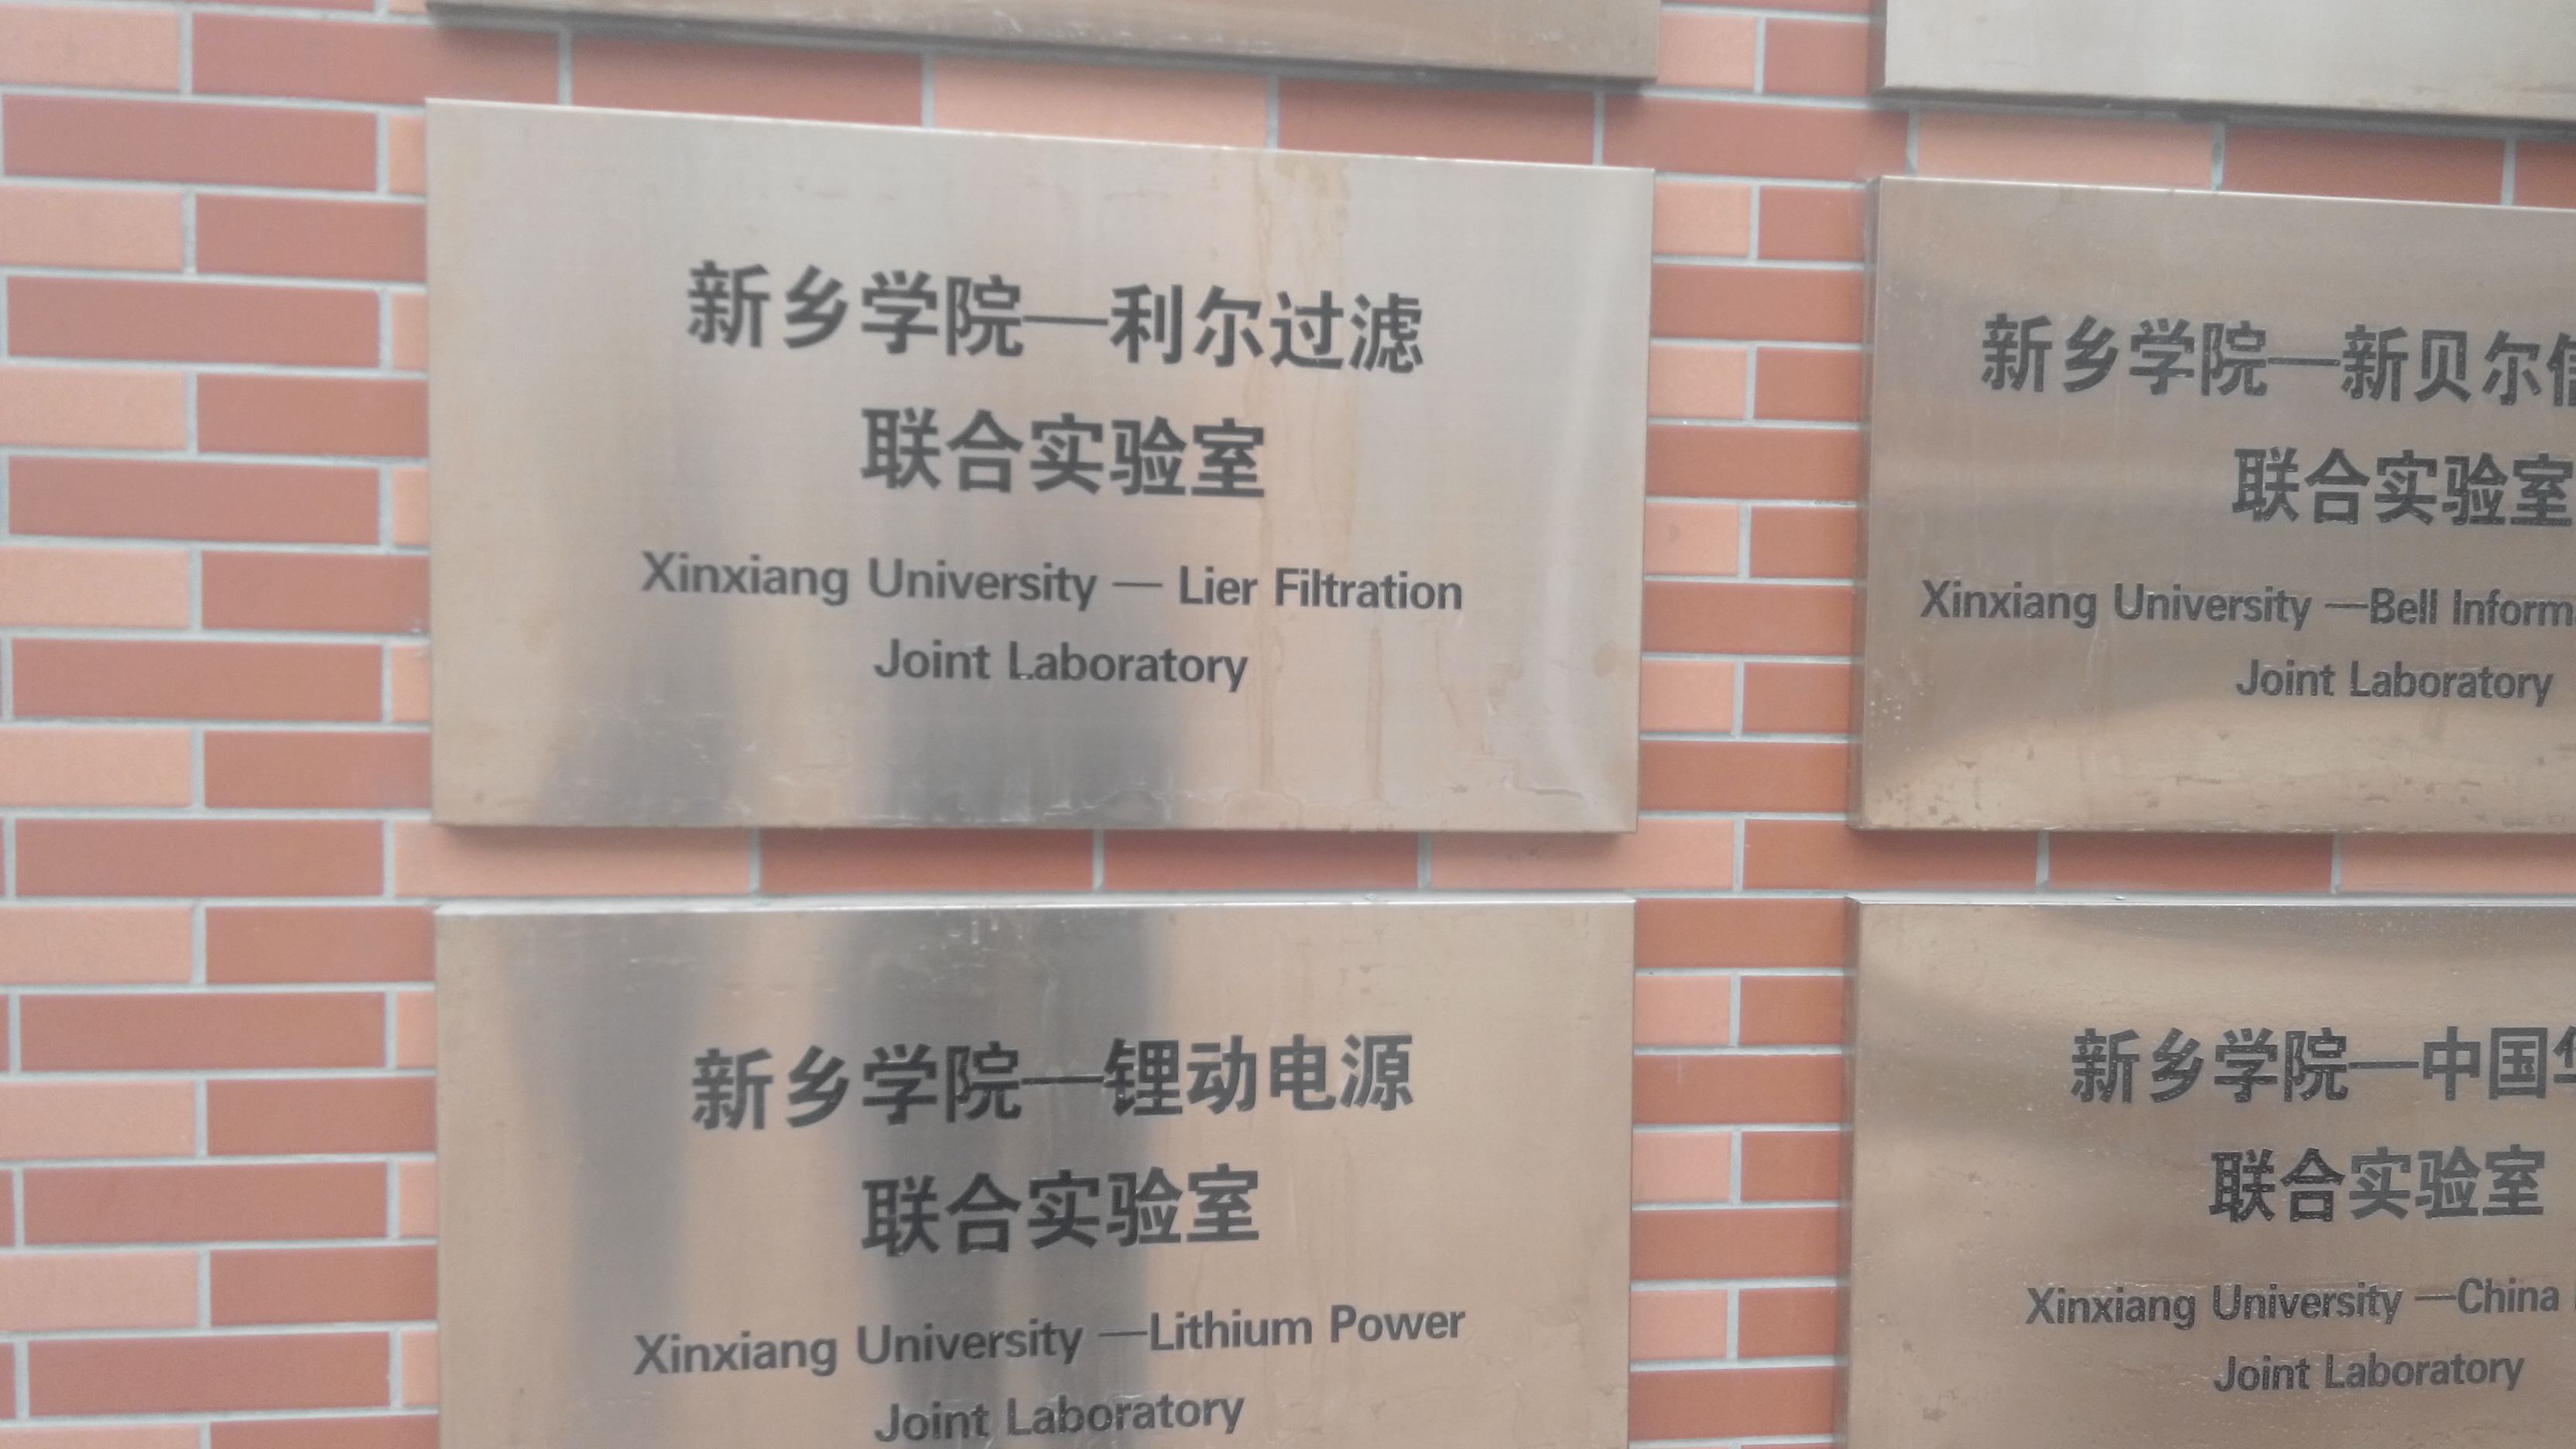 新乡学院—利尔过滤
联合实验室
Xinxiang University — Lier Filtration
Joint Laboratory
新乡学院—新贝尔
联合实验室
Xinxiang University —Bell
Joint Laboratory
新乡学院—锂动电源
联合实验室
Xinxiang University —Lithium Power
Joint Laboratory
新乡学院—中国
联合实验室
Xinxiang University —China
Joint Laboratory